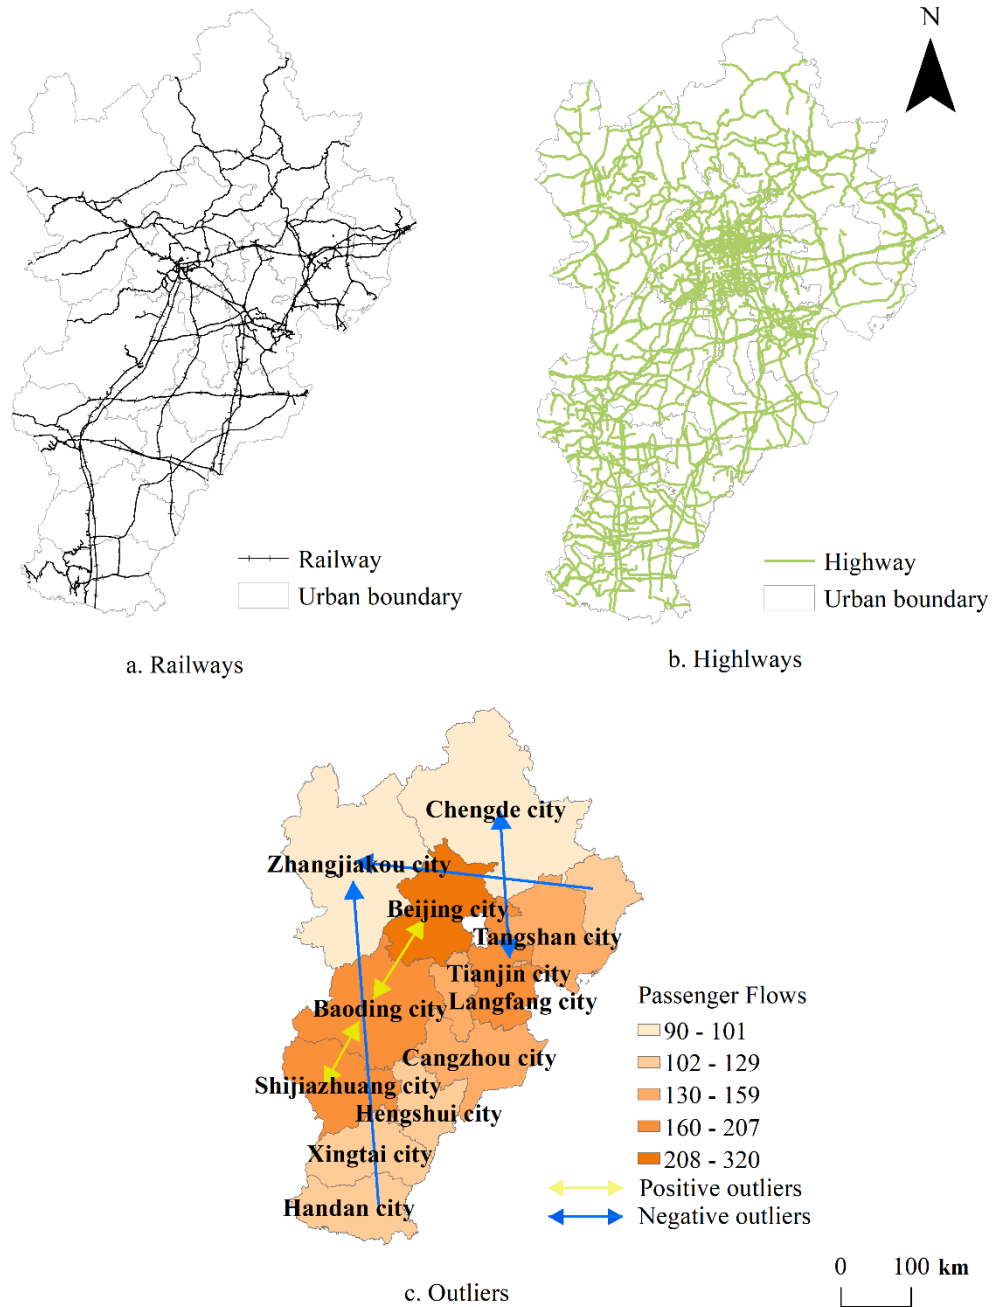 N
Railway
Urban boundary
Highway
Urban boundary
a. Railways
b. Highlways
Chengde city
Zhangjiakou city
Beijing city
Tangshan city
Tianjin city
Baoding city
Langfang city
Cangzhou city
Shijiazhuang city
Hengshui city
Xingtai city
Handan city
Passenger Flows
90 - 101
102 - 129
130 - 159
160 - 207
208 - 320
Positive outliers
Negative outliers
0 100 km
c. Outliers